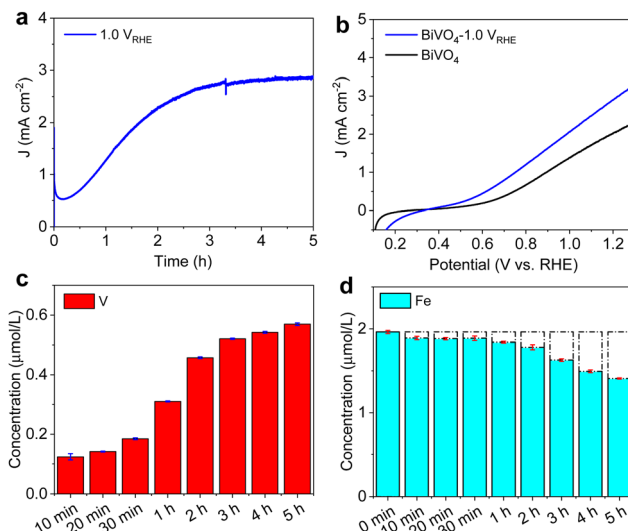 a
1.0 V_RHE
J (mA cm⁻²)
4
3
2
1
0
0 1 2 3 4 5
Time (h)
b
BiVO₄-1.0 V_RHE
BiVO₄
J (mA cm⁻²)
5
4
3
2
1
0
0.2 0.4 0.6 0.8 1.0 1.2
Potential (V vs. RHE)
c
V
Concentration (μmol/L)
0.6
0.4
0.2
0.0
10 min 20 min 30 min 1 h 2 h 3 h 4 h 5 h
d
Fe
Concentration (μmol/L)
2
1
0
0 min 10 min 20 min 30 min 1 h 2 h 3 h 4 h 5 h